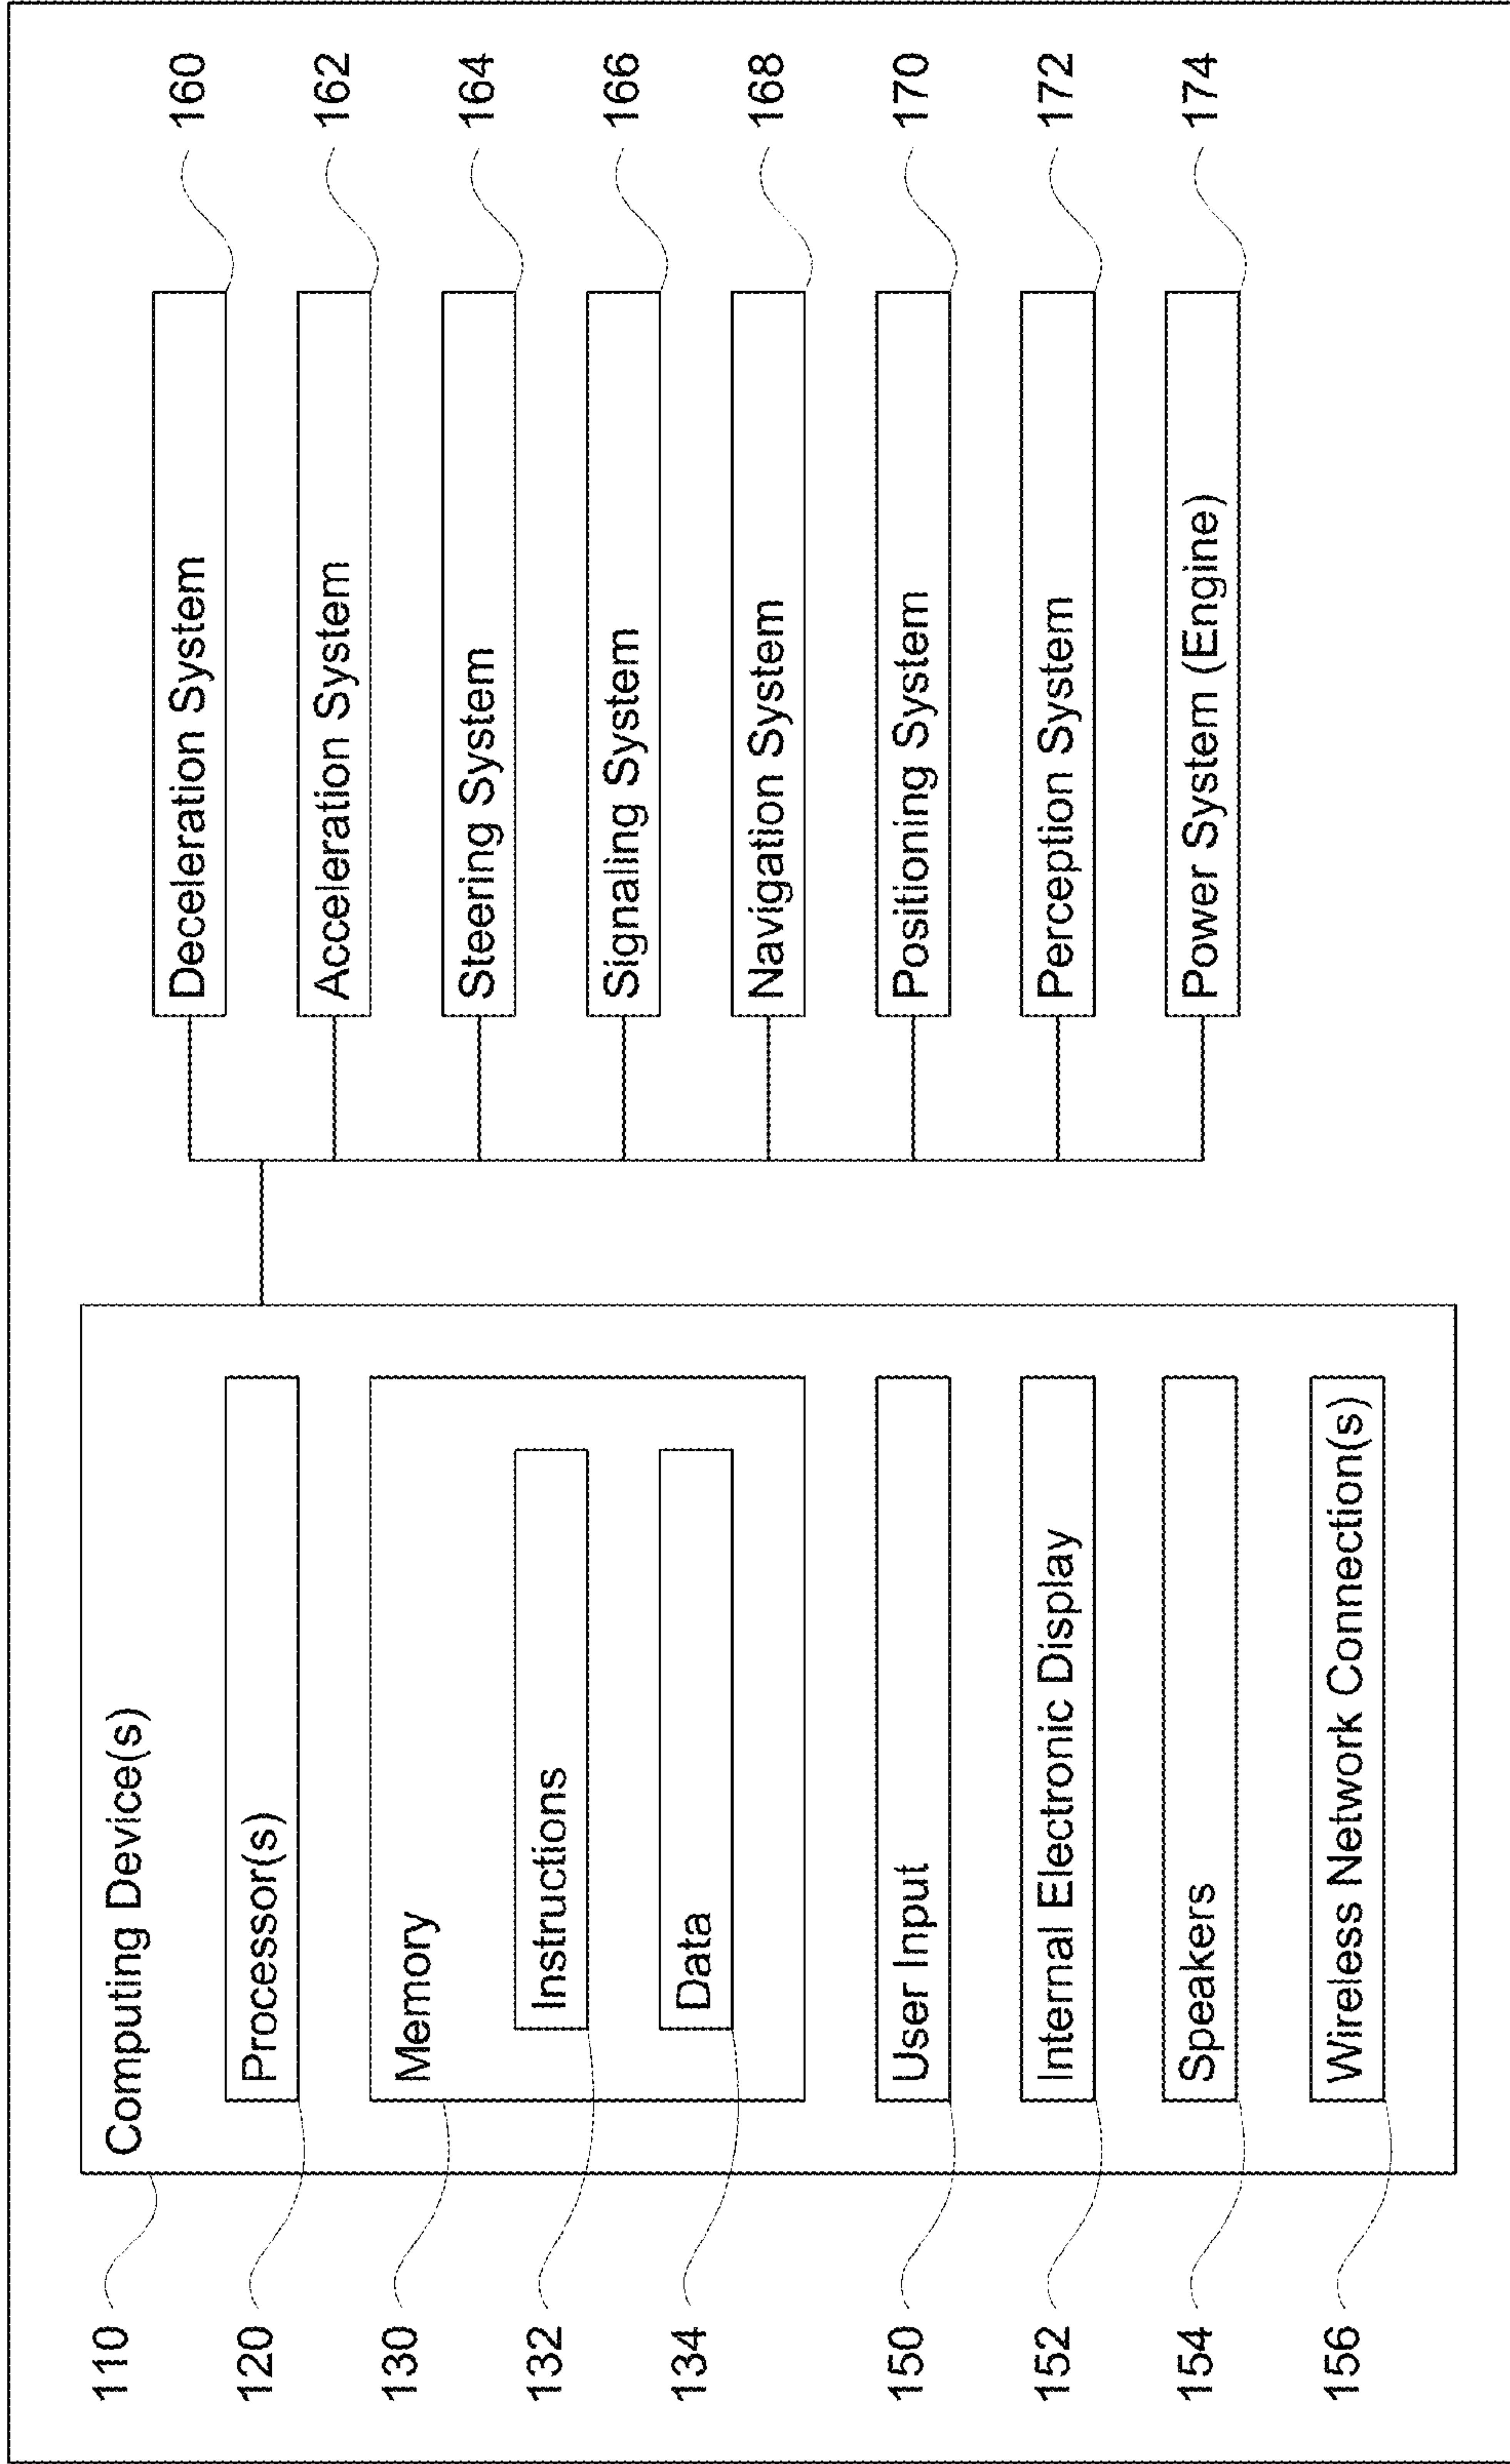 110
Computing Device(s)
120
Processor(s)
130
Memory
132
Instructions
134
Data
150
User Input
152
Internal Electronic Display
154
Speakers
156
Wireless Network Connection(s)
Deceleration System
160
Acceleration System
162
Steering System
164
Signaling System
166
Navigation System
168
Positioning System
170
Perception System
172
Power System (Engine)
174